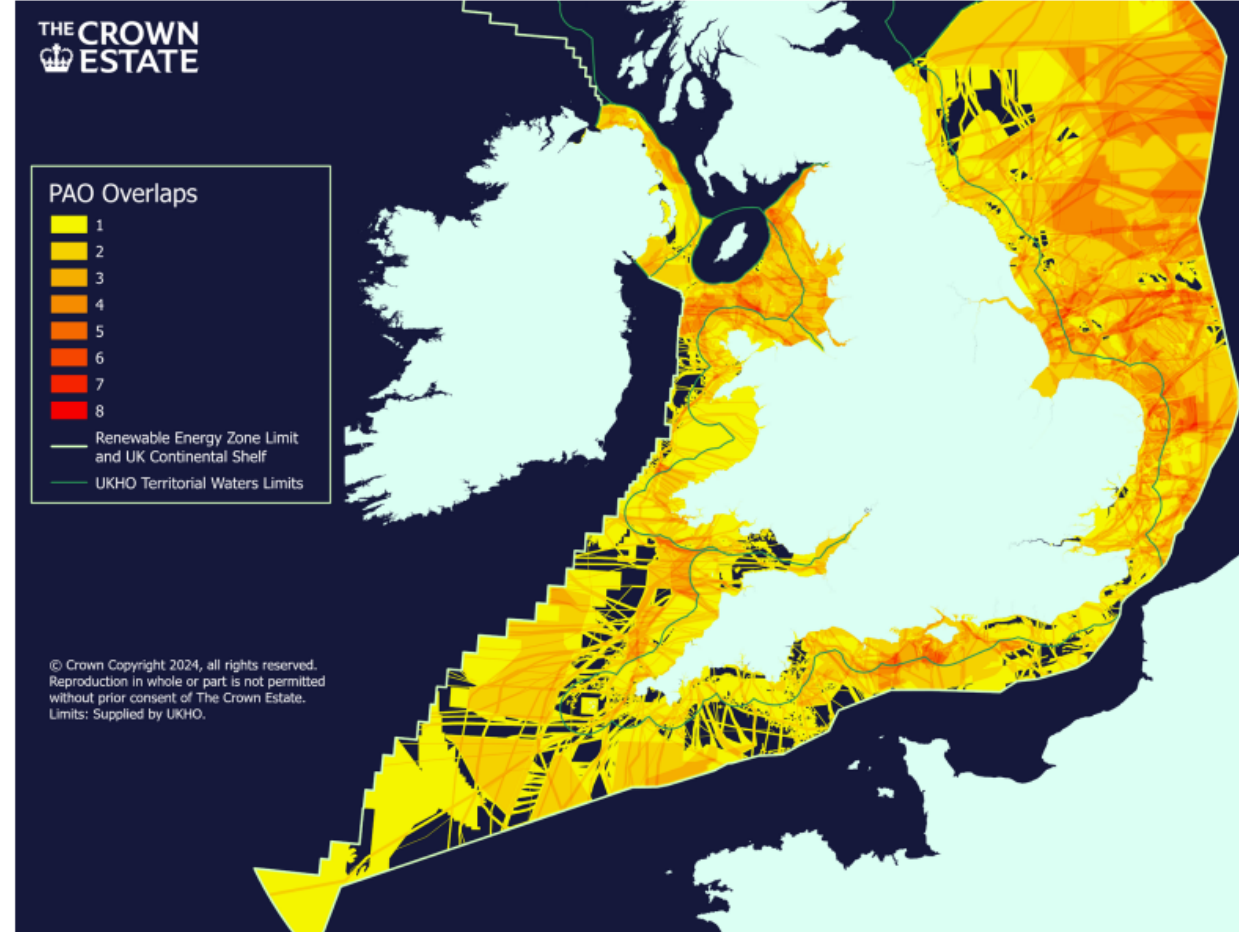 THE CROWN
ESTATE
PAO Overlaps
1
2
3
4
5
6
7
8
Renewable Energy Zone Limit
and UK Continental Shelf
UKHO Territorial Waters Limits
© Crown Copyright 2024, all rights reserved.
Reproduction in whole or part is not permitted
without prior consent of The Crown Estate.
Limits: Supplied by UKHO.